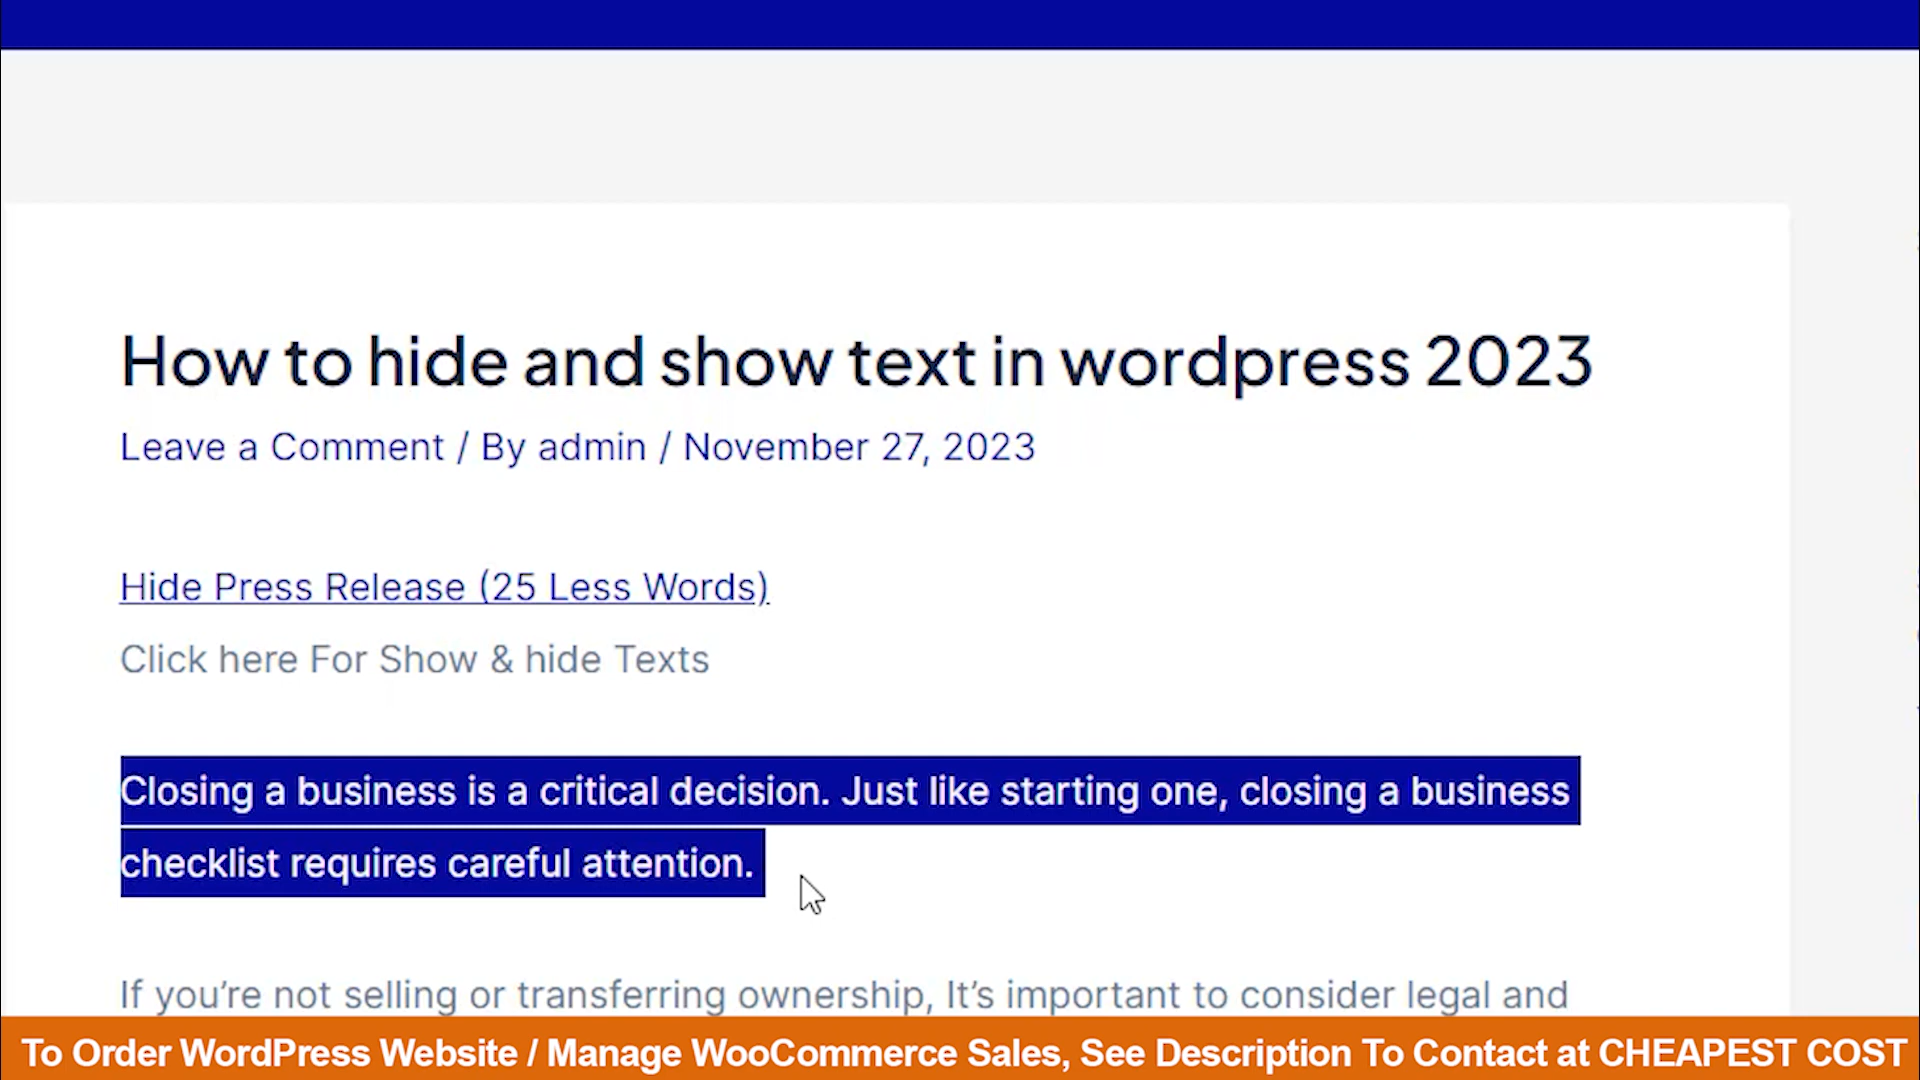 How to hide and show text in wordpress 2023
Leave a Comment / By admin / November 27, 2023
Hide Press Release (25 Less Words)
Click here For Show & hide Texts
Closing a business is a critical decision. Just like starting one, closing a business
checklist requires careful attention.
If you’re not selling or transferring ownership, It’s important to consider legal and
To Order WordPress Website / Manage WooCommerce Sales, See Description To Contact at CHEAPEST COST